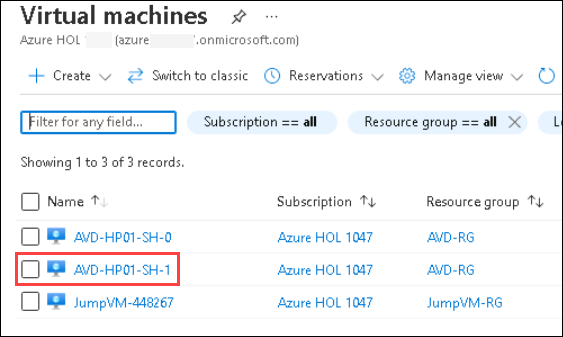 Virtual machines ...
Azure HOL (azure .onmicrosoft.com)
Create Switch to classic Reservations Manage view
Filter for any field... Subscription == all Resource group == all
Showing 1 to 3 of 3 records.
Name Subscription Resource group
AVD-HP01-SH-0 Azure HOL 1047 AVD-RG
AVD-HP01-SH-1 Azure HOL 1047 AVD-RG
JumpVM-448267 Azure HOL 1047 JumpVM-RG